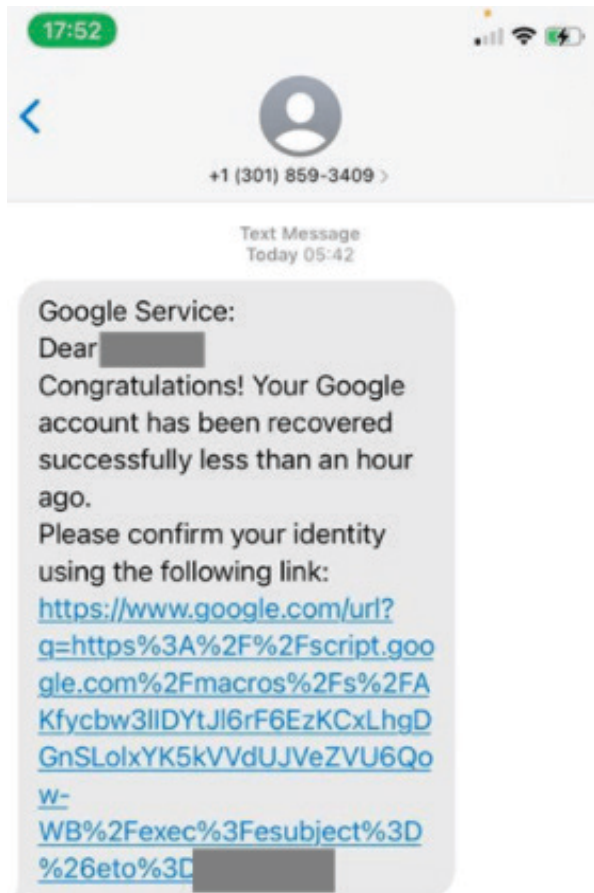 17:52
+1 (301) 859-3409 >
Text Message
Today 05:42
Google Service:
Dear
Congratulations! Your Google
account has been recovered
successfully less than an hour
ago.
Please confirm your identity
using the following link:
https://www.google.com/url?
q=https%3A%2F%2Fscript.goo
gle.com%2Fmacros%2Fs%2FA
Kfycbw3llDYtJl6rF6EzKCxLhgD
GnSLolxYK5kVVdUJVeZVU6Qo
w-
WB%2Fexec%3Fesubject%3D
%26eto%3D